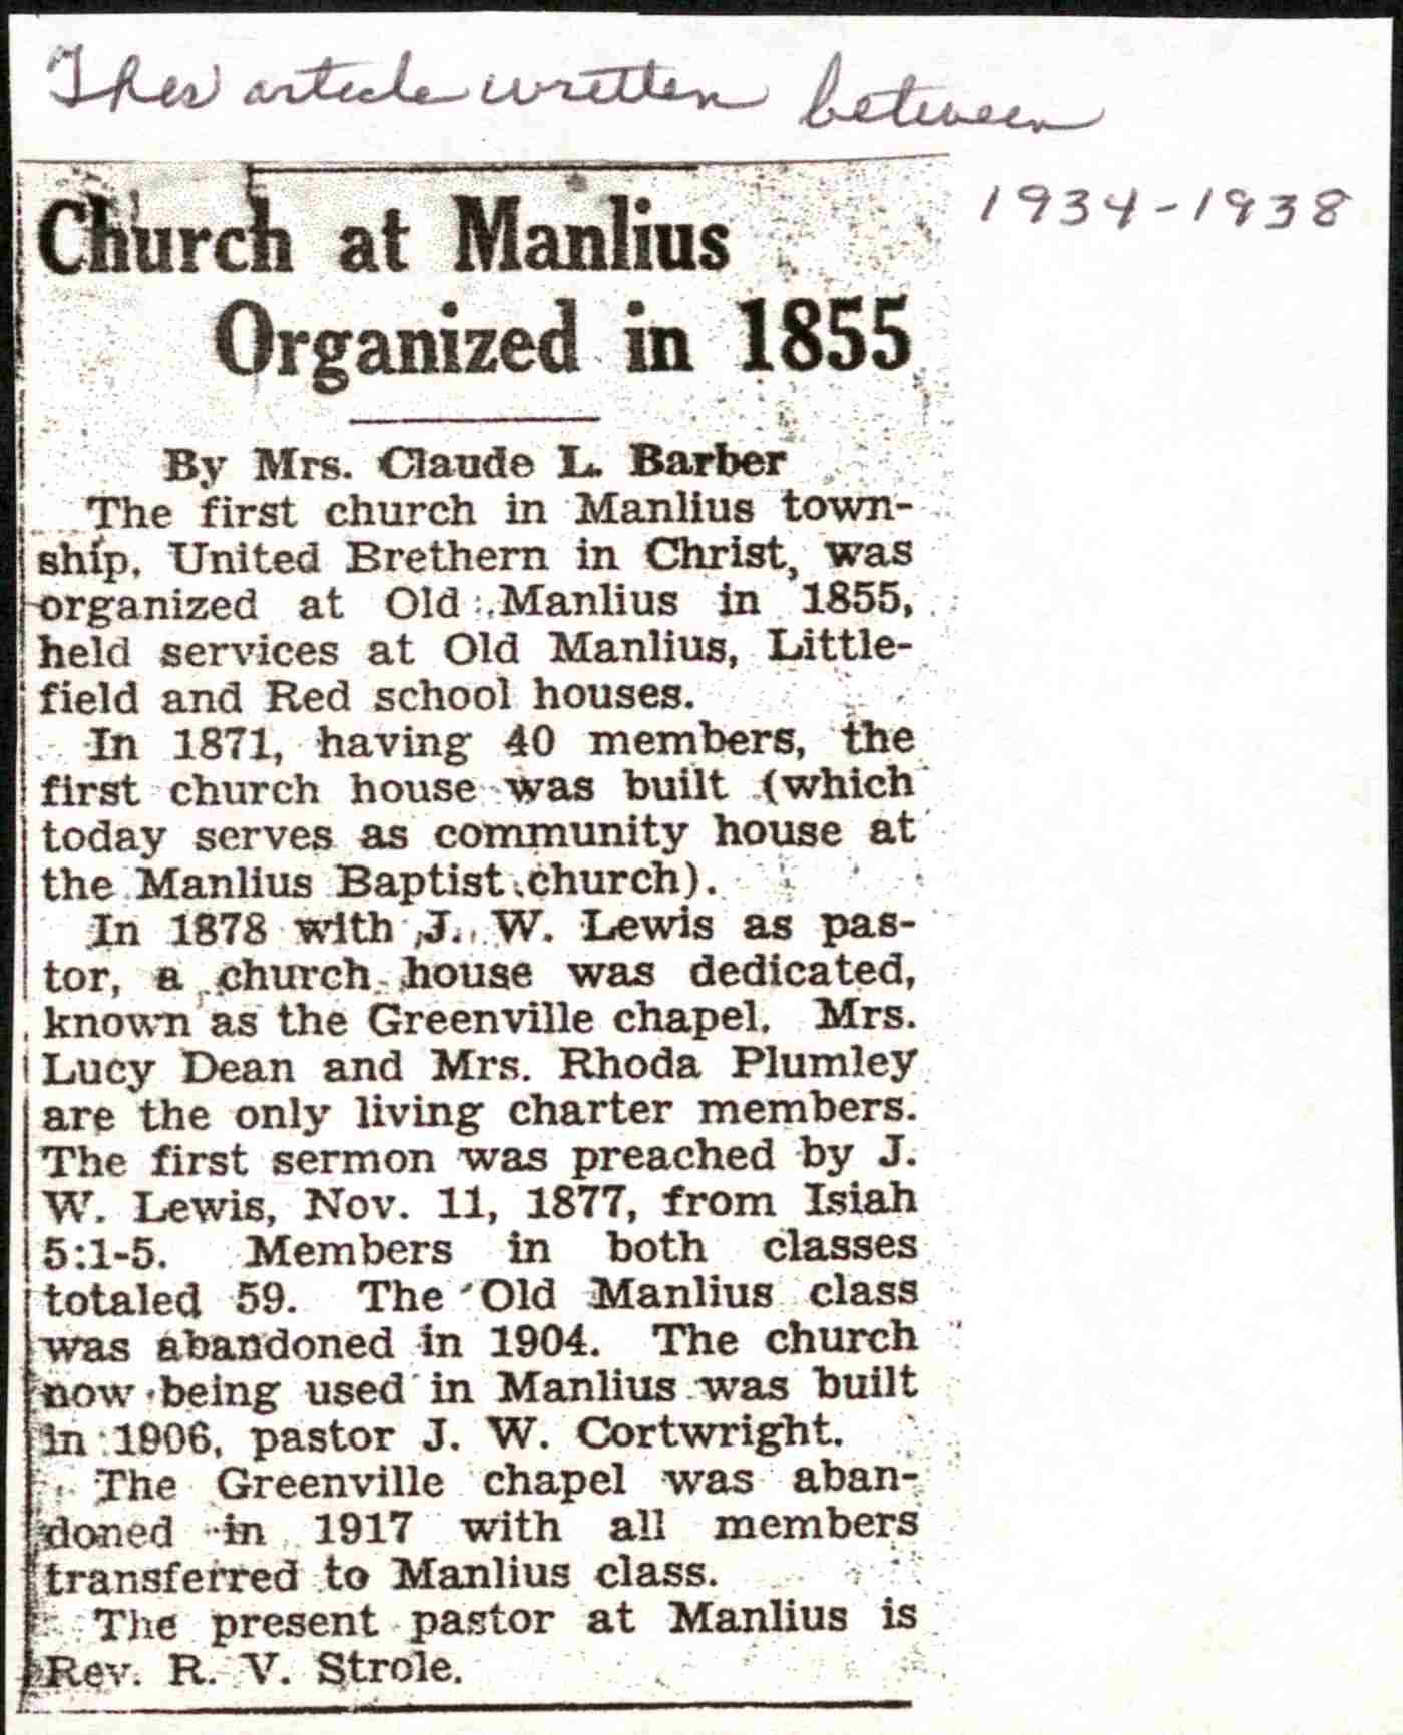 This article written between
1934-1938
Church at Manlius
Organized in 1855
By Mrs. Claude L. Barber
The first church in Manlius town-
ship, United Brethern in Christ, was
organized at Old Manlius in 1855,
held services at Old Manlius, Little-
field and Red school houses.
In 1871, having 40 members, the
first church house was built (which
today serves as community house at
the Manlius Baptist church).
In 1878 with J. W. Lewis as pas-
tor, a church house was dedicated,
known as the Greenville chapel. Mrs.
Lucy Dean and Mrs. Rhoda Plumley
are the only living charter members.
The first sermon was preached by J.
W. Lewis, Nov. 11, 1877, from Isiah
5:1-5. Members in both classes
totaled 59. The Old Manlius class
was abandoned in 1904. The church
now being used in Manlius was built
in 1906, pastor J. W. Cortwright.
The Greenville chapel was aban-
doned in 1917 with all members
transferred to Manlius class.
The present pastor at Manlius is
Rev. R. V. Strole.